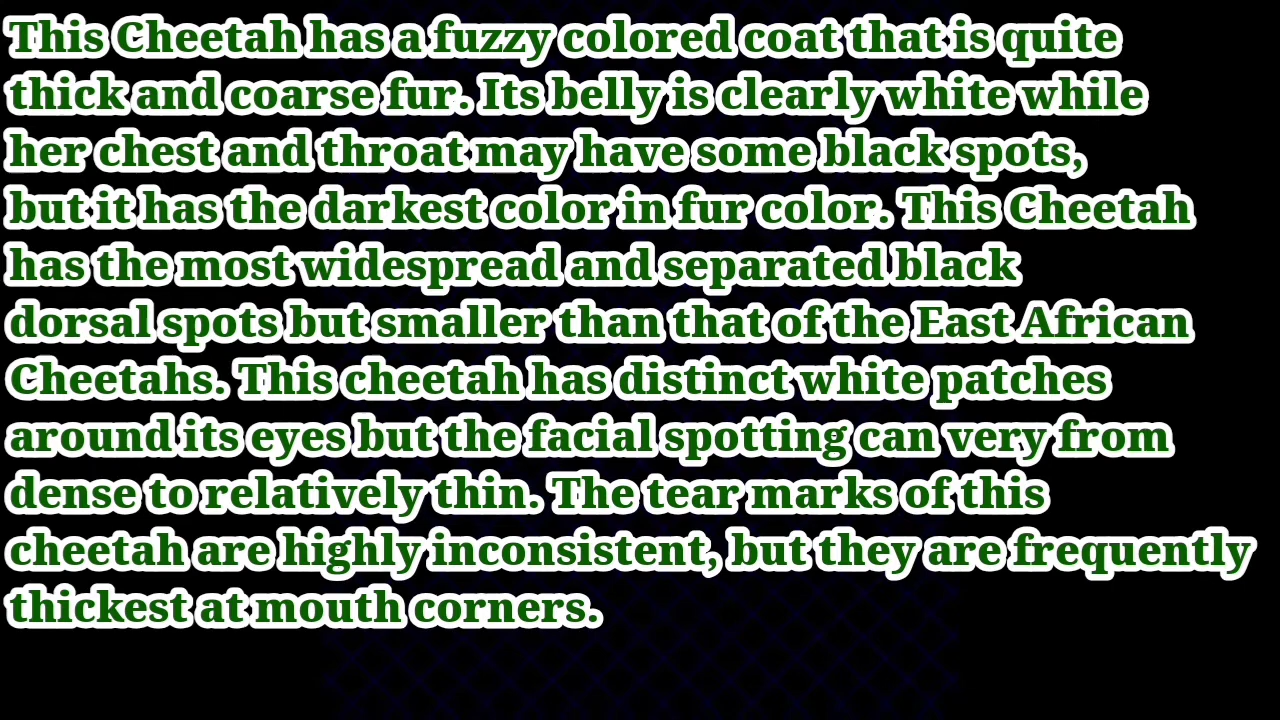 This Cheetah has a fuzzy colored coat that is quite
thick and coarse fur. Its belly is clearly white while
her chest and throat may have some black spots,
but it has the darkest color in fur color. This Cheetah
has the most widespread and separated black
dorsal spots but smaller than that of the East African
Cheetahs. This cheetah has distinct white patches
around its eyes but the facial spotting can very from
dense to relatively thin. The tear marks of this
cheetah are highly inconsistent, but they are frequently
thickest at mouth corners.